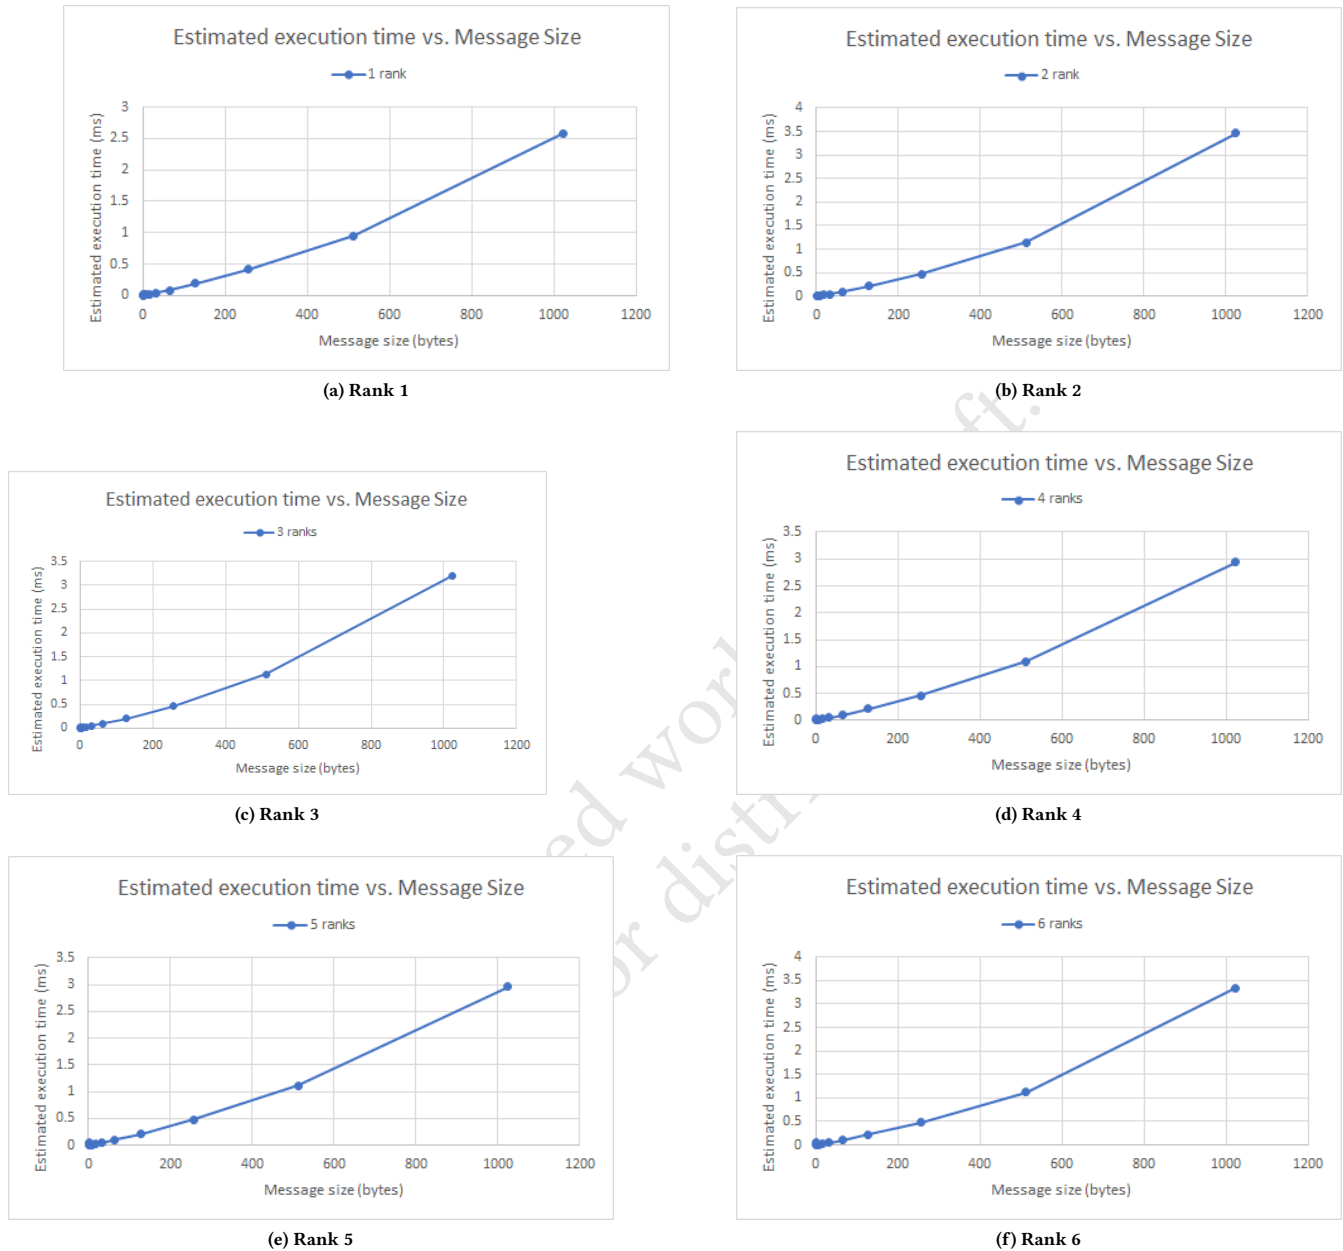 Estimated execution time vs. Message Size
1 rank
Estimated execution time (ms)
3
2.5
2
1.5
1
0.5
0
0 200 400 600 800 1000 1200
Message size (bytes)
(a) Rank 1
Estimated execution time vs. Message Size
2 rank
Estimated execution time (ms)
4
3.5
3
2.5
2
1.5
1
0.5
0
0 200 400 600 800 1000 1200
Message size (bytes)
(b) Rank 2
Estimated execution time vs. Message Size
3 ranks
Estimated execution time (ms)
3.5
3
2.5
2
1.5
1
0.5
0
0 200 400 600 800 1000 1200
Message size (bytes)
(c) Rank 3
Estimated execution time vs. Message Size
4 ranks
Estimated execution time (ms)
3.5
3
2.5
2
1.5
1
0.5
0
0 200 400 600 800 1000 1200
Message size (bytes)
(d) Rank 4
Estimated execution time vs. Message Size
5 ranks
Estimated execution time (ms)
3.5
3
2.5
2
1.5
1
0.5
0
0 200 400 600 800 1000 1200
Message size (bytes)
(e) Rank 5
Estimated execution time vs. Message Size
6 ranks
Estimated execution time (ms)
4
3.5
3
2.5
2
1.5
1
0.5
0
0 200 400 600 800 1000 1200
Message size (bytes)
(f) Rank 6